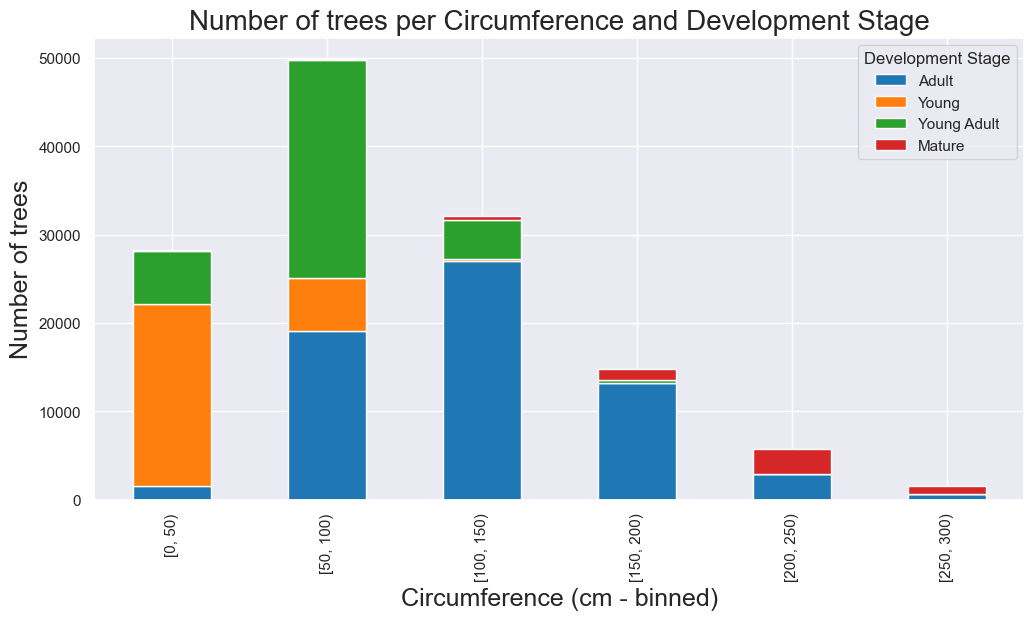 Number of trees per Circumference and Development Stage
Development Stage
Adult
Young
Young Adult
Mature
Number of trees
50000
40000
30000
20000
10000
0
[0, 50)
[50, 100)
[100, 150)
[150, 200)
[200, 250)
[250, 300)
Circumference (cm - binned)